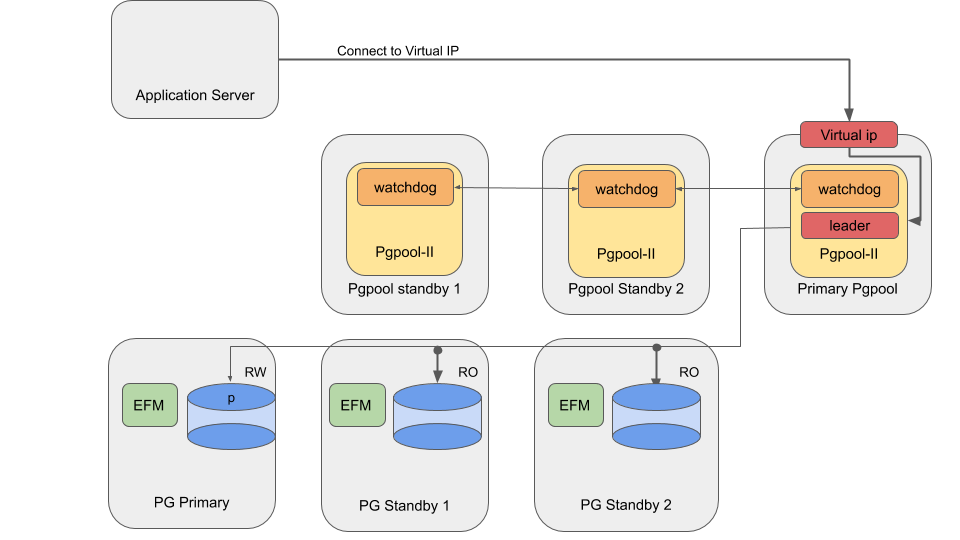 Connect to Virtual IP
Application Server
Virtual ip
watchdog
watchdog
watchdog
leader
Pgpool-II
Pgpool-II
Pgpool-II
Pgpool standby 1
Pgpool Standby 2
Primary Pgpool
RW
RO
RO
EFM
p
EFM
EFM
PG Primary
PG Standby 1
PG Standby 2